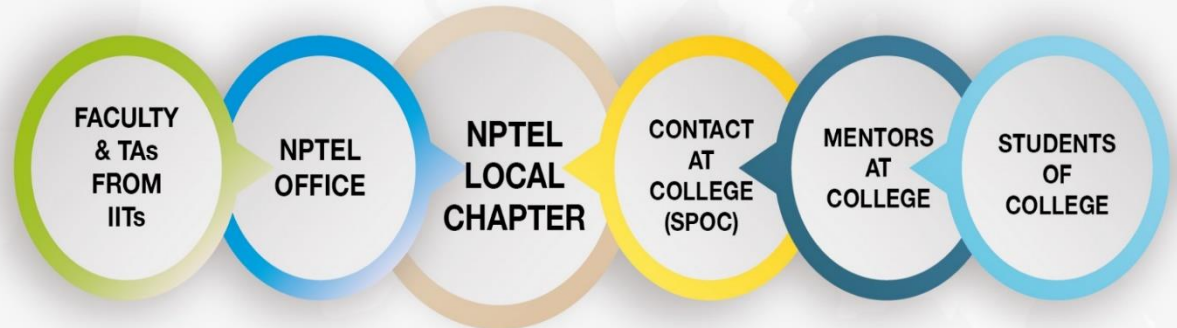 FACULTY
& TAs
FROM
IITs
NPTEL
OFFICE
NPTEL
LOCAL
CHAPTER
CONTACT
AT
COLLEGE
(SPOC)
MENTORS
AT
COLLEGE
STUDENTS
OF
COLLEGE